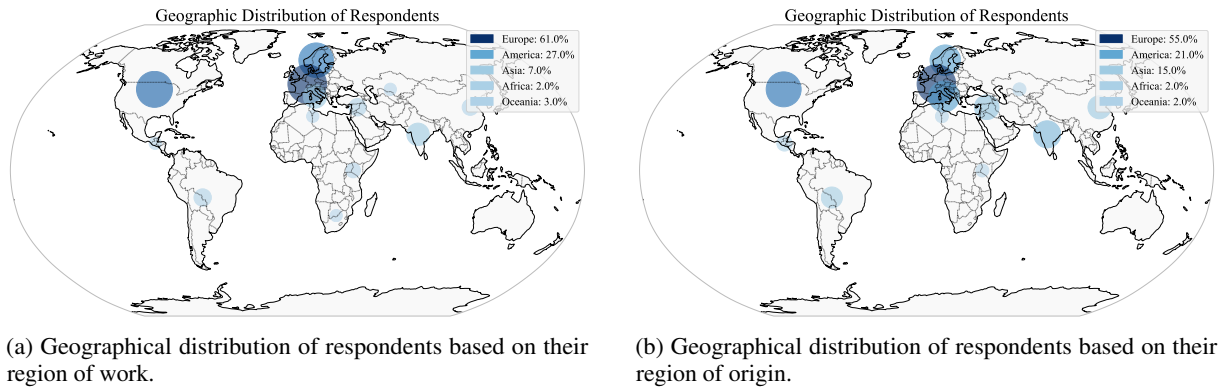 Geographic Distribution of Respondents
Europe: 61.0%
America: 27.0%
Asia: 7.0%
Africa: 2.0%
Oceania: 3.0%
(a) Geographical distribution of respondents based on their
region of work.
Geographic Distribution of Respondents
Europe: 55.0%
America: 21.0%
Asia: 15.0%
Africa: 2.0%
Oceania: 2.0%
(b) Geographical distribution of respondents based on their
region of origin.